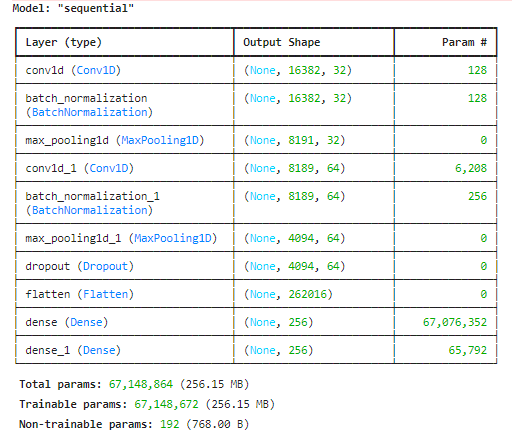 Model: "sequential"
Layer (type) Output Shape Param #
conv1d (Conv1D) (None, 16382, 32) 128
batch_normalization (None, 16382, 32) 128
(BatchNormalization)
max_pooling1d (MaxPooling1D) (None, 8191, 32) 0
conv1d_1 (Conv1D) (None, 8189, 64) 6,208
batch_normalization_1 (None, 8189, 64) 256
(BatchNormalization)
max_pooling1d_1 (MaxPooling1D) (None, 4094, 64) 0
dropout (Dropout) (None, 4094, 64) 0
flatten (Flatten) (None, 262016) 0
dense (Dense) (None, 256) 67,076,352
dense_1 (Dense) (None, 256) 65,792
Total params: 67,148,864 (256.15 MB)
Trainable params: 67,148,672 (256.15 MB)
Non-trainable params: 192 (768.00 B)